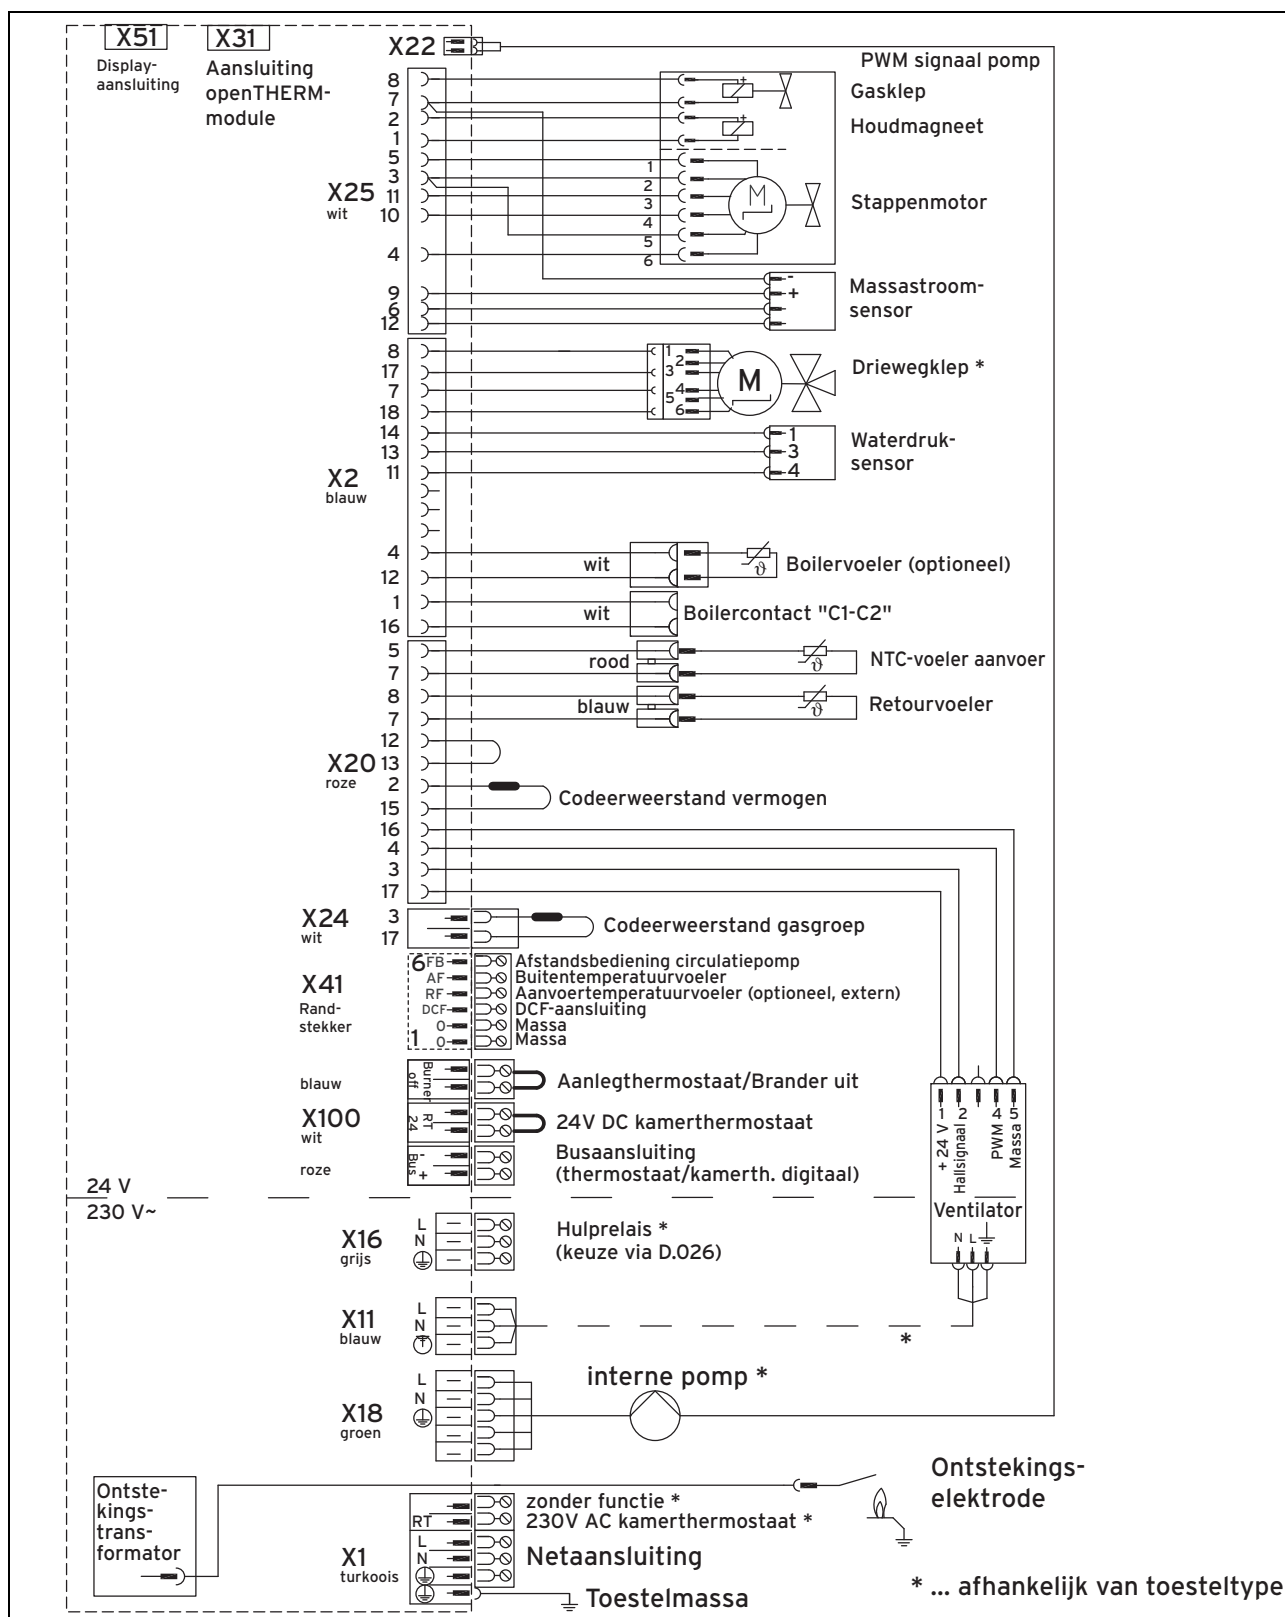 X51
Display-
aansluiting
X31
Aansluiting
openTHERM-
module
X22
PWM signaal pomp
X25
wit
8
7
2
1
5
3
11
10
4
9
6
12
1
2
3
4
5
6
+
Gasklep
+
Houdmagneet
M
Stappenmotor
-
+
Massastroom-
sensor
X2
blauw
8
17
7
18
14
13
11
4
12
1
16
1
2
3
4
5
6
M
Driewegklep *
1
3
4
Waterdruk-
sensor
wit
ϑ
Boilervoeler (optioneel)
wit
Boilercontact "C1-C2"
X20
roze
5
7
8
7
12
13
2
15
16
4
3
17
rood
ϑ
NTC-voeler aanvoer
blauw
ϑ
Retourvoeler
Codeerweerstand vermogen
X24
wit
3
17
Codeerweerstand gasgroep
X41
Rand-
stekker
6 FB Afstandsbediening circulatiepomp
AF Buitentemperatuurvoeler
RF Aanvoertemperatuurvoeler (optioneel, extern)
DCF DCF-aansluiting
0 Massa
1 0 Massa
blauw
Burner
off
Aanlegthermostaat/Brander uit
X100
wit
RT
24
24V DC kamerthermostaat
roze
Bus
- +
Busaansluiting
(thermostaat/kamerth. digitaal)
1 2 4 5
+ 24 V
Hallsignaal
PWM
Massa
Ventilator
N L
24 V
230 V~
X16
grijs
L
N
Hulprelais *
(keuze via D.026)
X11
blauw
L
N
*
X18
groen
L
N
interne pomp *
Ontste-
kings-
trans-
formator
Ontstekings-
elektrode
X1
turkoois
zonder functie *
RT 230V AC kamerthermostaat *
L
N
Netaansluiting
Toestelmassa
* ... afhankelijk van toesteltype